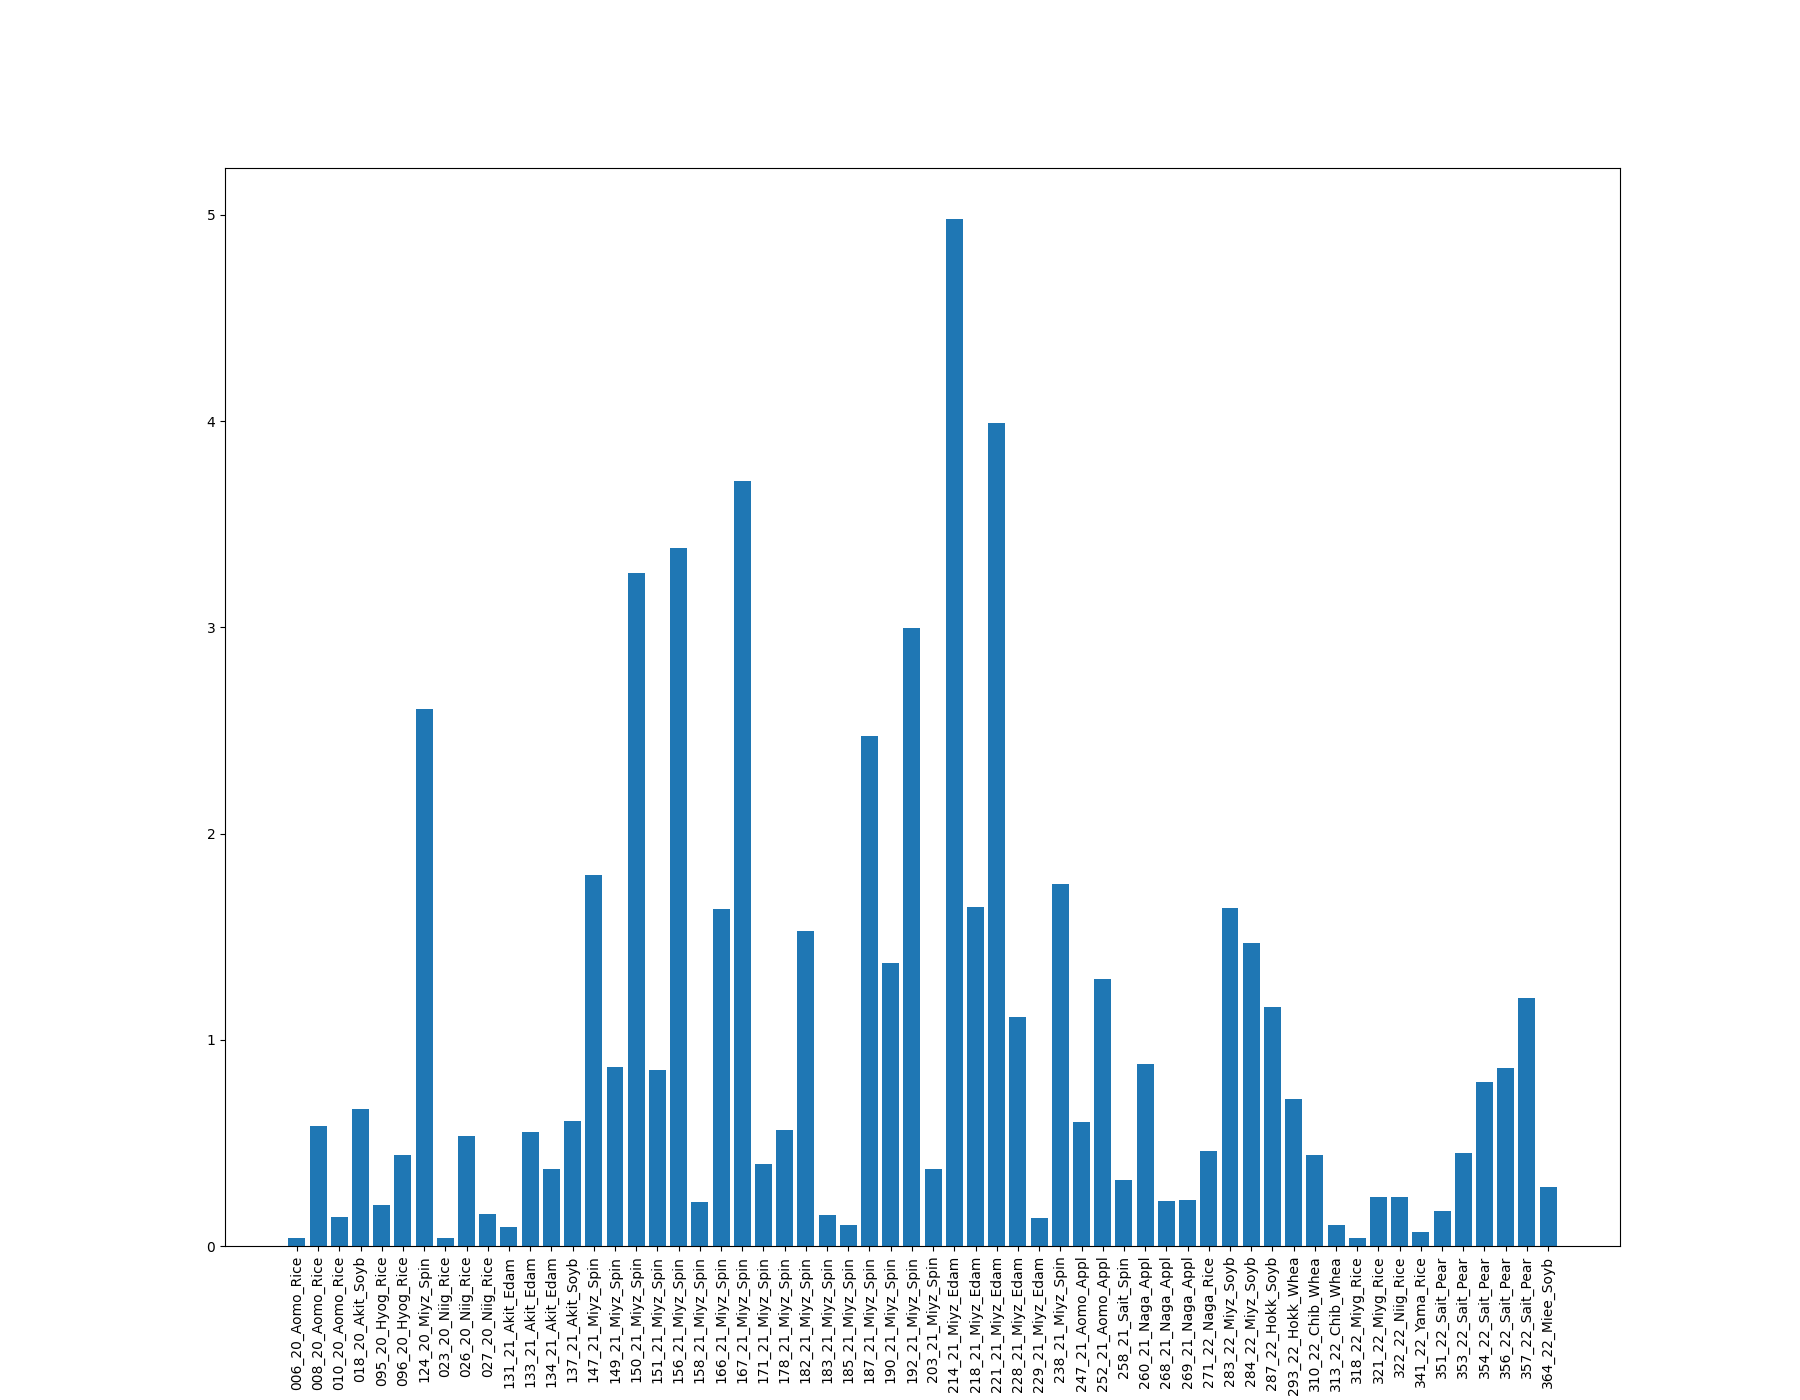 5
4
3
2
1
0
006_20_Aomo_Rice
008_20_Aomo_Rice
010_20_Aomo_Rice
018_20_Akit_Soyb
095_20_Hyog_Rice
096_20_Hyog_Rice
124_20_Miyz_Spin
023_20_Niig_Rice
026_20_Niig_Rice
027_20_Niig_Rice
131_21_Akit_Edam
133_21_Akit_Edam
134_21_Akit_Edam
137_21_Akit_Soyb
147_21_Miyz_Spin
149_21_Miyz_Spin
150_21_Miyz_Spin
151_21_Miyz_Spin
156_21_Miyz_Spin
158_21_Miyz_Spin
166_21_Miyz_Spin
167_21_Miyz_Spin
171_21_Miyz_Spin
178_21_Miyz_Spin
182_21_Miyz_Spin
183_21_Miyz_Spin
185_21_Miyz_Spin
187_21_Miyz_Spin
190_21_Miyz_Spin
192_21_Miyz_Spin
203_21_Miyz_Spin
214_21_Miyz_Edam
218_21_Miyz_Edam
221_21_Miyz_Edam
228_21_Miyz_Edam
229_21_Miyz_Edam
238_21_Miyz_Spin
247_21_Aomo_Appl
252_21_Aomo_Appl
258_21_Sait_Spin
260_21_Naga_Appl
268_21_Naga_Appl
269_21_Naga_Appl
271_22_Naga_Rice
283_22_Miyz_Soyb
284_22_Miyz_Soyb
287_22_Hokk_Soyb
293_22_Hokk_Whea
310_22_Chib_Whea
313_22_Chib_Whea
318_22_Miyg_Rice
321_22_Miyg_Rice
322_22_Niig_Rice
341_22_Yama_Rice
351_22_Sait_Pear
353_22_Sait_Pear
354_22_Sait_Pear
356_22_Sait_Pear
357_22_Sait_Pear
364_22_Miee_Soyb